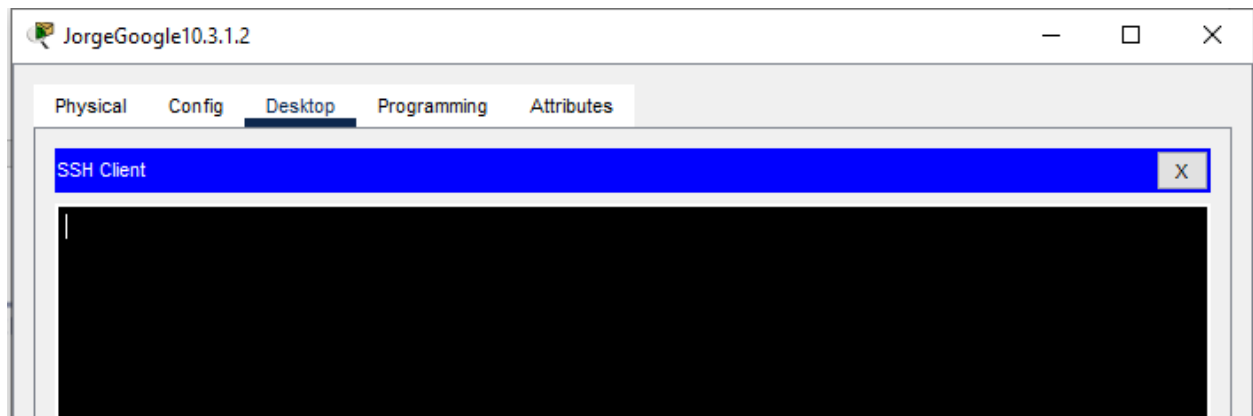 JorgeGoogle10.3.1.2
Physical Config Desktop Programming Attributes
SSH Client X